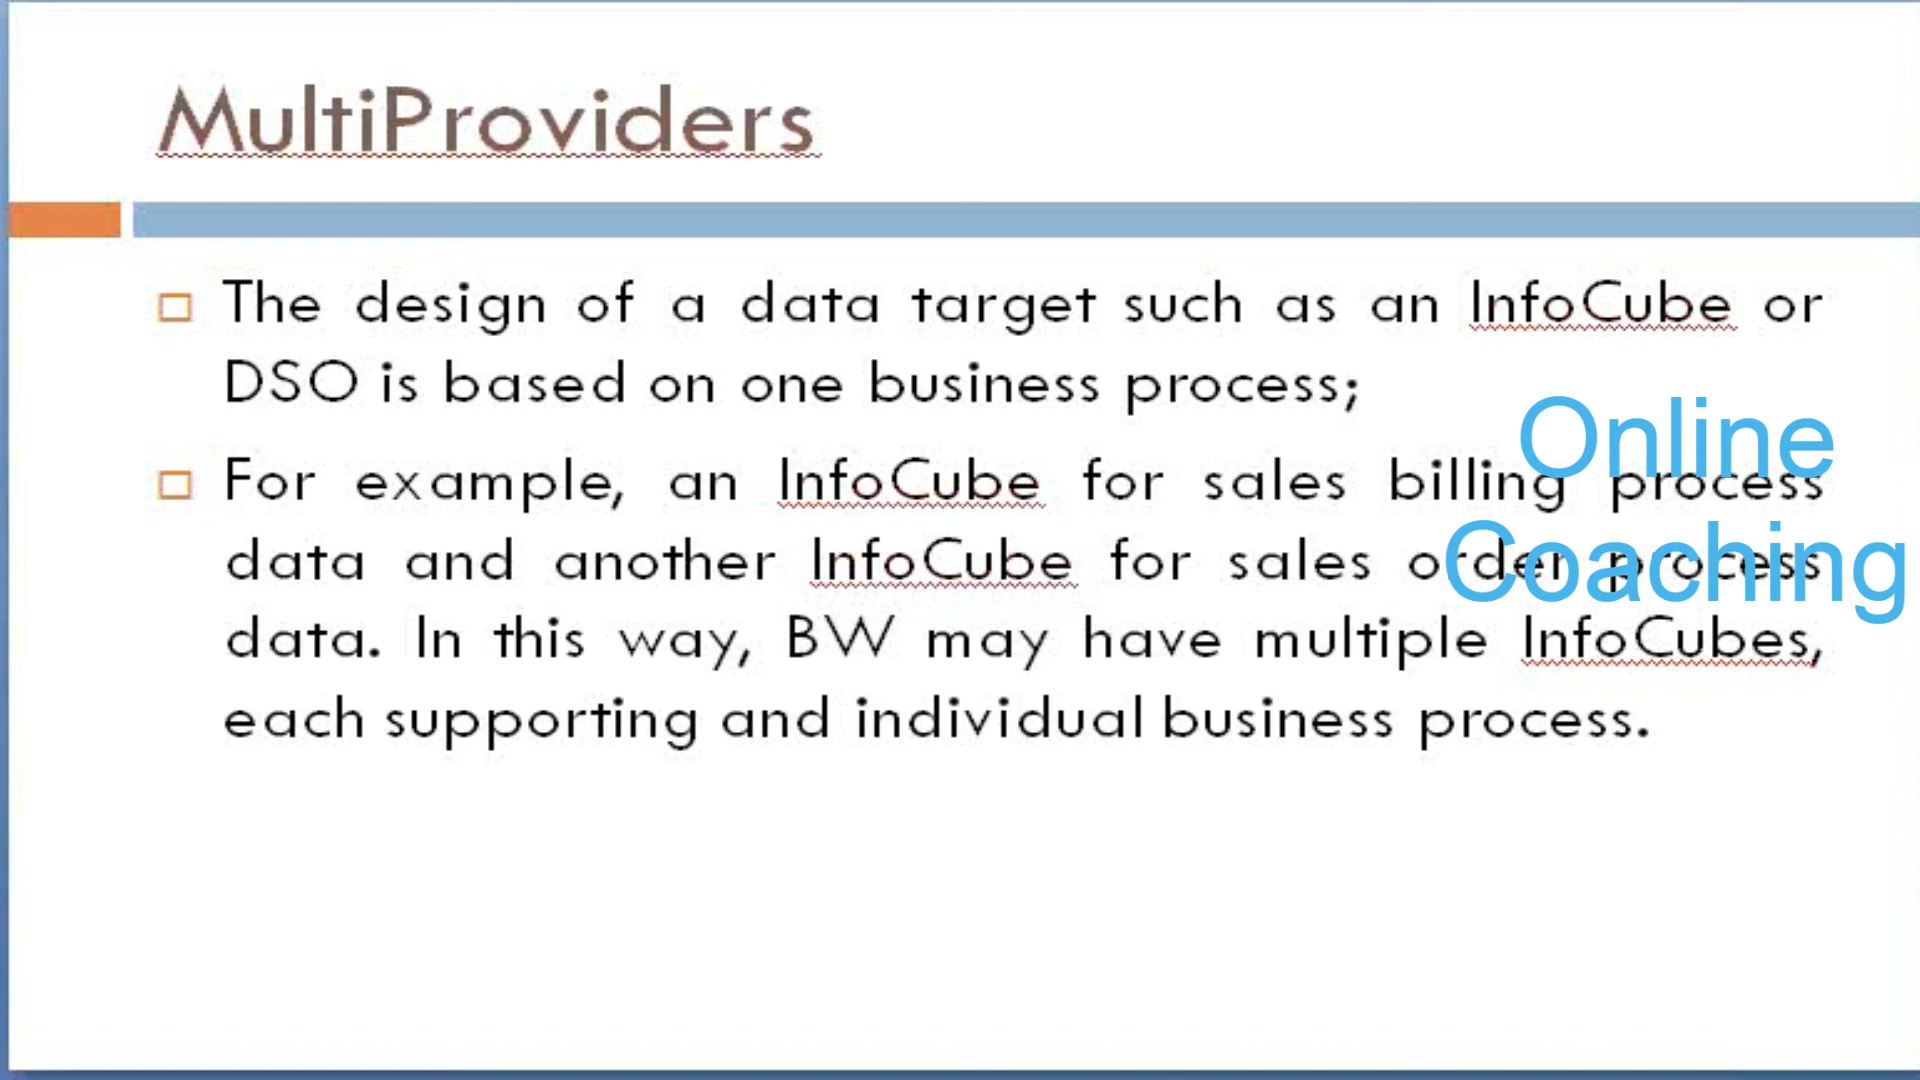 MultiProviders
The design of a data target such as an InfoCube or
DSO is based on one business process;
For example, an InfoCube for sales billing process
data and another InfoCube for sales order process
data. In this way, BW may have multiple InfoCubes,
each supporting and individual business process.
Online
Coaching